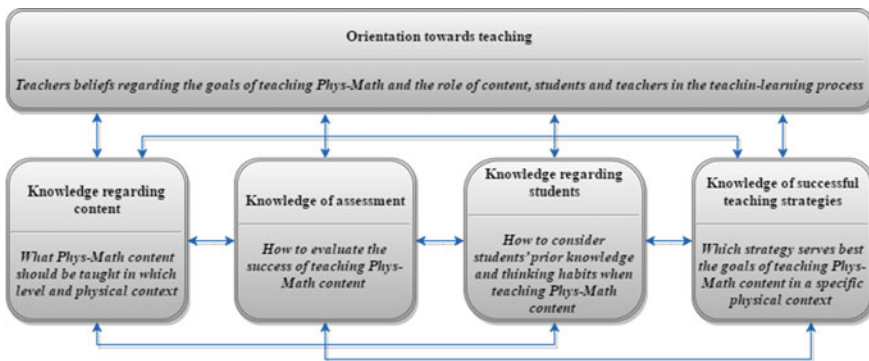 Orientation towards teaching
Teachers beliefs regarding the goals of teaching Phys-Math and the role of content, students and teachers in the teachin-learning process
Knowledge regarding
content
What Phys-Math content
should be taught in which
level and physical context
Knowledge of assessment
How to evaluate the
success of teaching Phys-
Math content
Knowledge regarding
students
How to consider
students' prior knowledge
and thinking habits when
teaching Phys-Math
content
Knowledge of successful
teaching strategies
Which strategy serves best
the goals of teaching Phys-
Math content in a specific
physical context